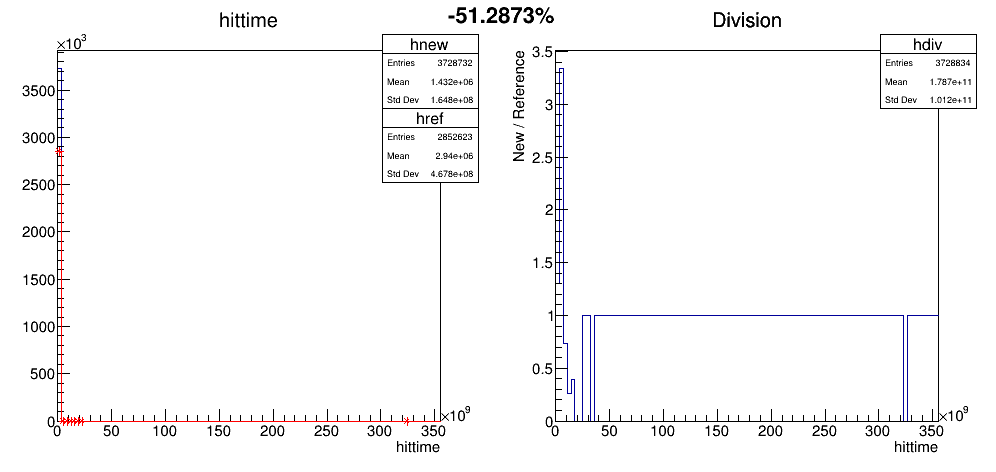 -51.2873%
hittime
×10³
hnew
Entries 3728732
Mean 1.432e+06
Std Dev 1.648e+08
href
Entries 2852623
Mean 2.94e+06
Std Dev 4.678e+08
3500
3000
2500
2000
1500
1000
500
0
0 50 100 150 200 250 300 350
×10⁹
hittime
Division
New / Reference
hdiv
Entries 3728834
Mean 1.787e+11
Std Dev 1.012e+11
3.5
3
2.5
2
1.5
1
0.5
0
0 50 100 150 200 250 300 350
×10⁹
hittime